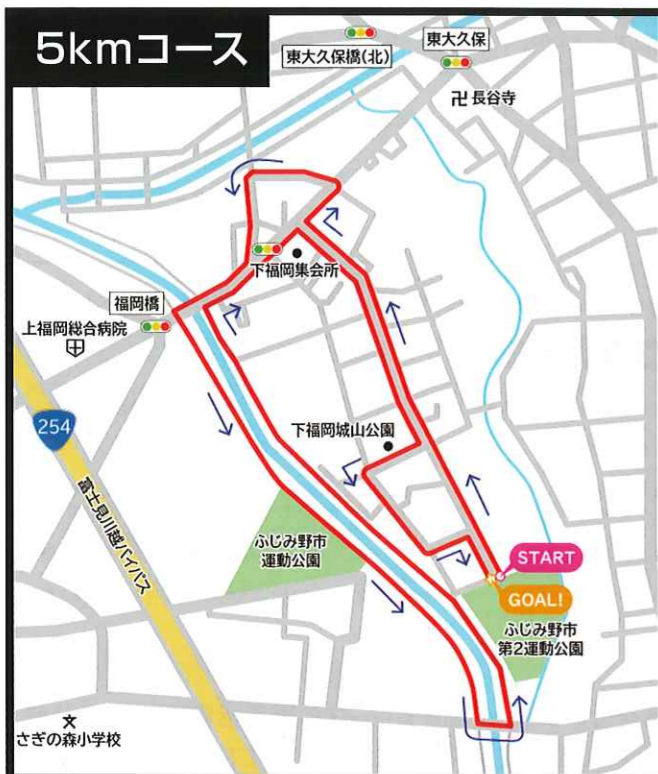 5kmコース
東大久保橋(北)
東大久保
卍長谷寺
下福岡集会所
福岡橋
上福岡総合病院
254
富士見川越バイパス
下福岡城山公園
ふじみ野市
運動公園
START
GOAL!
ふじみ野市
第2運動公園
さぎの森小学校